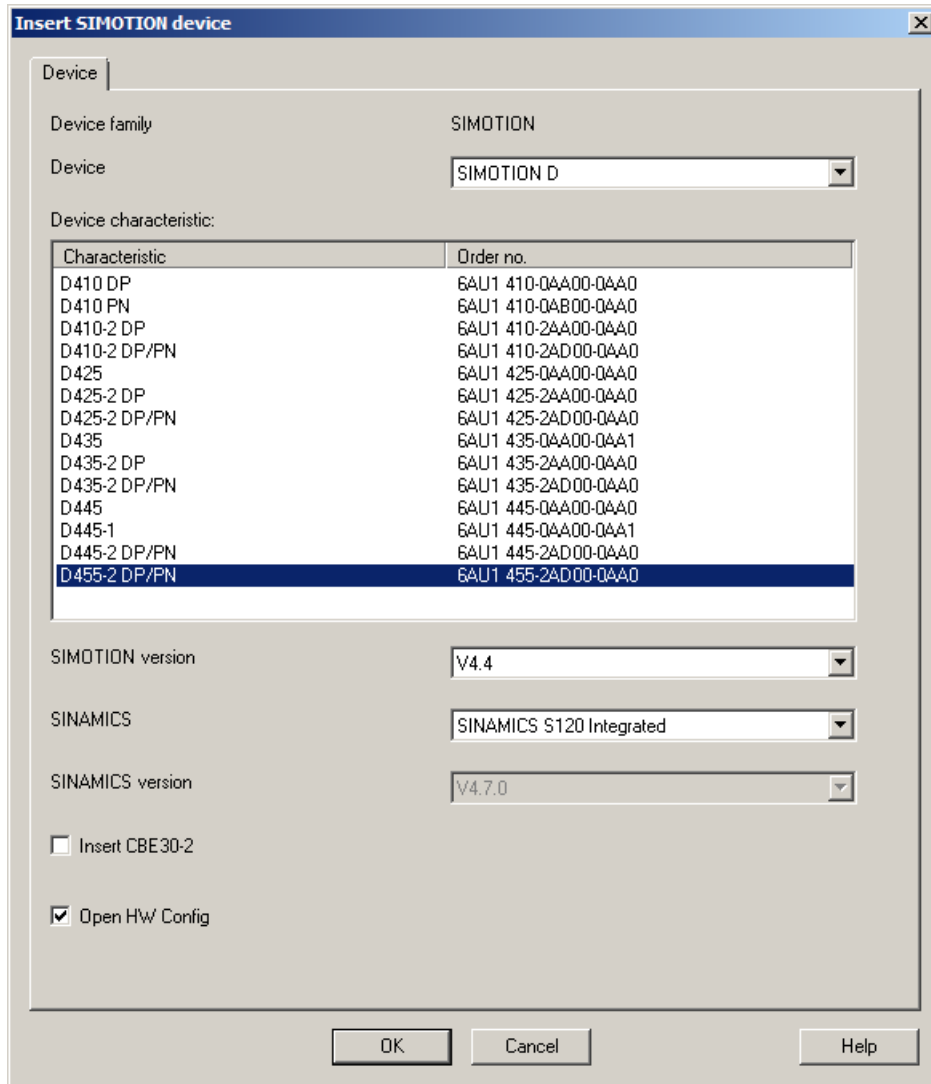 Insert SIMOTION device
Device
Device family SIMOTION
Device SIMOTION D
Device characteristic:
Characteristic Order no.
D410 DP 6AU1 410-0AA00-0AA0
D410 PN 6AU1 410-0AB00-0AA0
D410-2 DP 6AU1 410-2AA00-0AA0
D410-2 DP/PN 6AU1 410-2AD00-0AA0
D425 6AU1 425-0AA00-0AA0
D425-2 DP 6AU1 425-2AA00-0AA0
D425-2 DP/PN 6AU1 425-2AD00-0AA0
D435 6AU1 435-0AA00-0AA1
D435-2 DP 6AU1 435-2AA00-0AA0
D435-2 DP/PN 6AU1 435-2AD00-0AA0
D445 6AU1 445-0AA00-0AA0
D445-1 6AU1 445-0AA00-0AA1
D445-2 DP/PN 6AU1 445-2AD00-0AA0
D455-2 DP/PN 6AU1 455-2AD00-0AA0
SIMOTION version V4.4
SINAMICS SINAMICS S120 Integrated
SINAMICS version V4.7.0
Insert CBE30-2
Open HW Config
OK Cancel Help